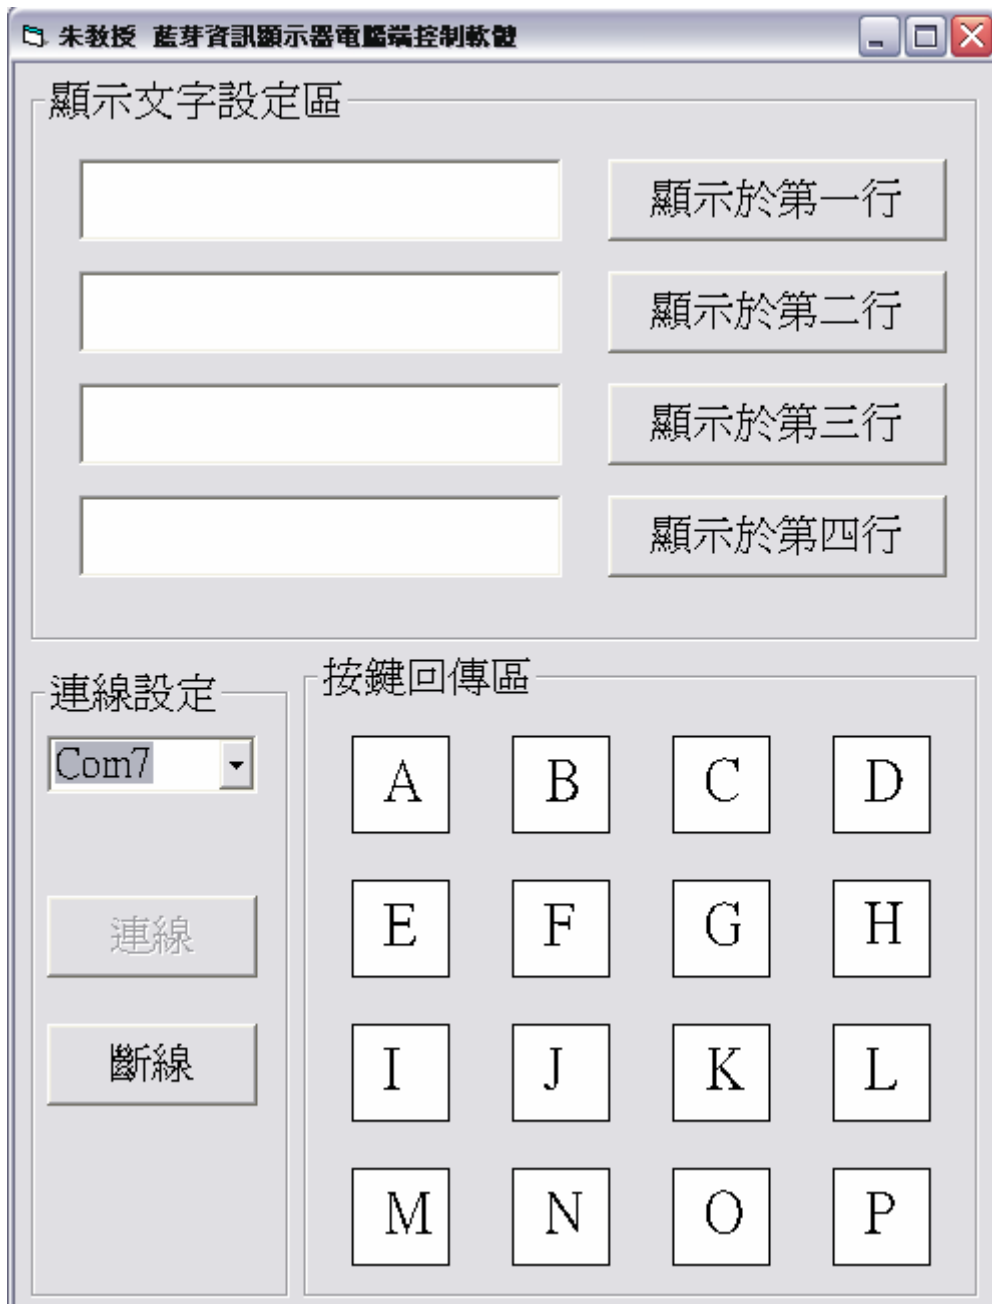 朱教授 藍芽資訊顯示器電腦端控制軟體
顯示文字設定區
顯示於第一行
顯示於第二行
顯示於第三行
顯示於第四行
連線設定
Com7
連線
斷線
按鍵回傳區
A B C D
E F G H
I J K L
M N O P